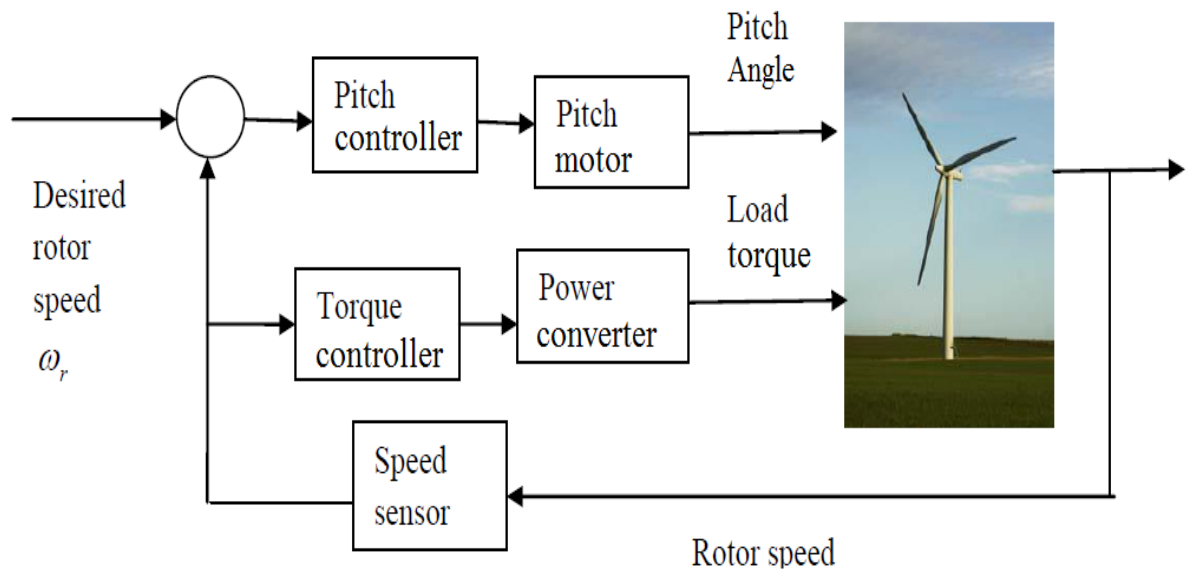 Pitch
Angle
Pitch
controller
Pitch
motor
Desired
rotor
speed
ω_r
Load
torque
Torque
controller
Power
converter
Speed
sensor
Rotor speed